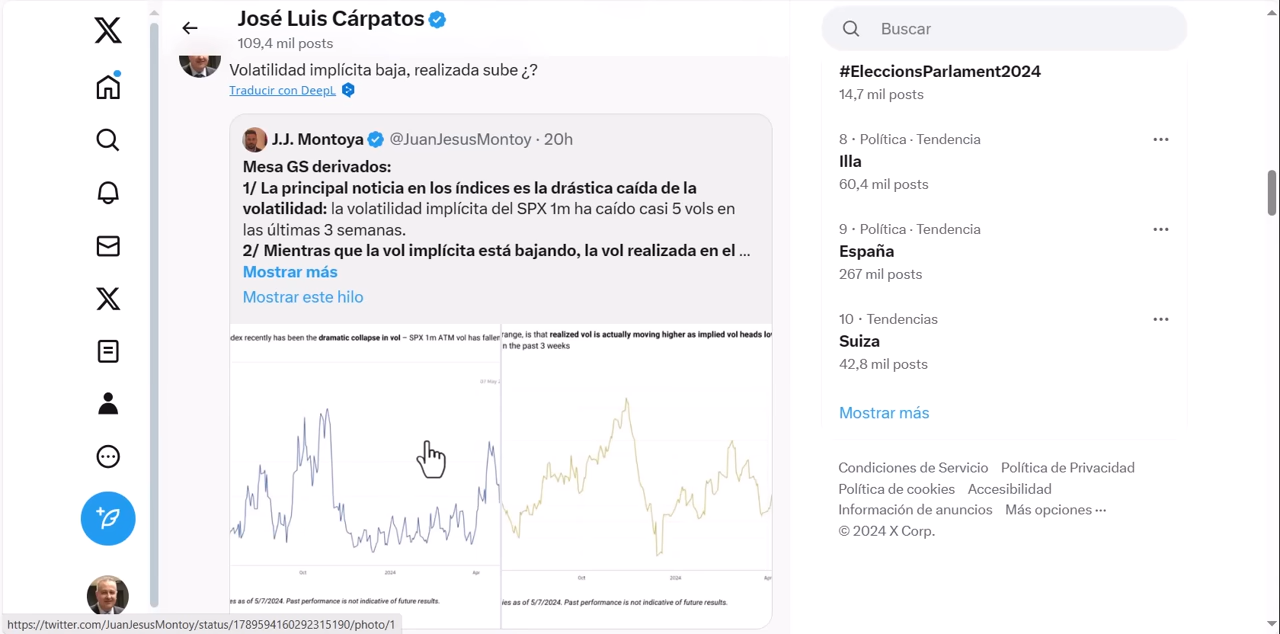 José Luis Cárpatos
109,4 mil posts
Volatilidad implícita baja, realizada sube ¿?
Traducir con DeepL
J.J. Montoya @JuanJesusMontoy · 20h
Mesa GS derivados:
1/ La principal noticia en los índices es la drástica caída de la
volatilidad: la volatilidad implícita del SPX 1m ha caído casi 5 vols en
las últimas 3 semanas.
2/ Mientras que la vol implícita está bajando, la vol realizada en el ...
Mostrar más
Mostrar este hilo
dex recently has been the dramatic collapse in vol – SPX 1m ATM vol has fallen
07 May
Oct 2024 Apr
es as of 5/7/2024. Past performance is not indicative of future results.
range, is that realized vol is actually moving higher as implied vol heads lo
n the past 3 weeks
Oct 2024 Apr
ies as of 5/7/2024. Past performance is not indicative of future results.
https://twitter.com/JuanJesusMontoy/status/1789594160292315190/photo/1
Buscar
#EleccionsParlament2024
14,7 mil posts
8 · Política · Tendencia
Illa
60,4 mil posts
9 · Política · Tendencia
España
267 mil posts
10 · Tendencias
Suiza
42,8 mil posts
Mostrar más
Condiciones de Servicio Política de Privacidad
Política de cookies Accesibilidad
Información de anuncios Más opciones ···
© 2024 X Corp.